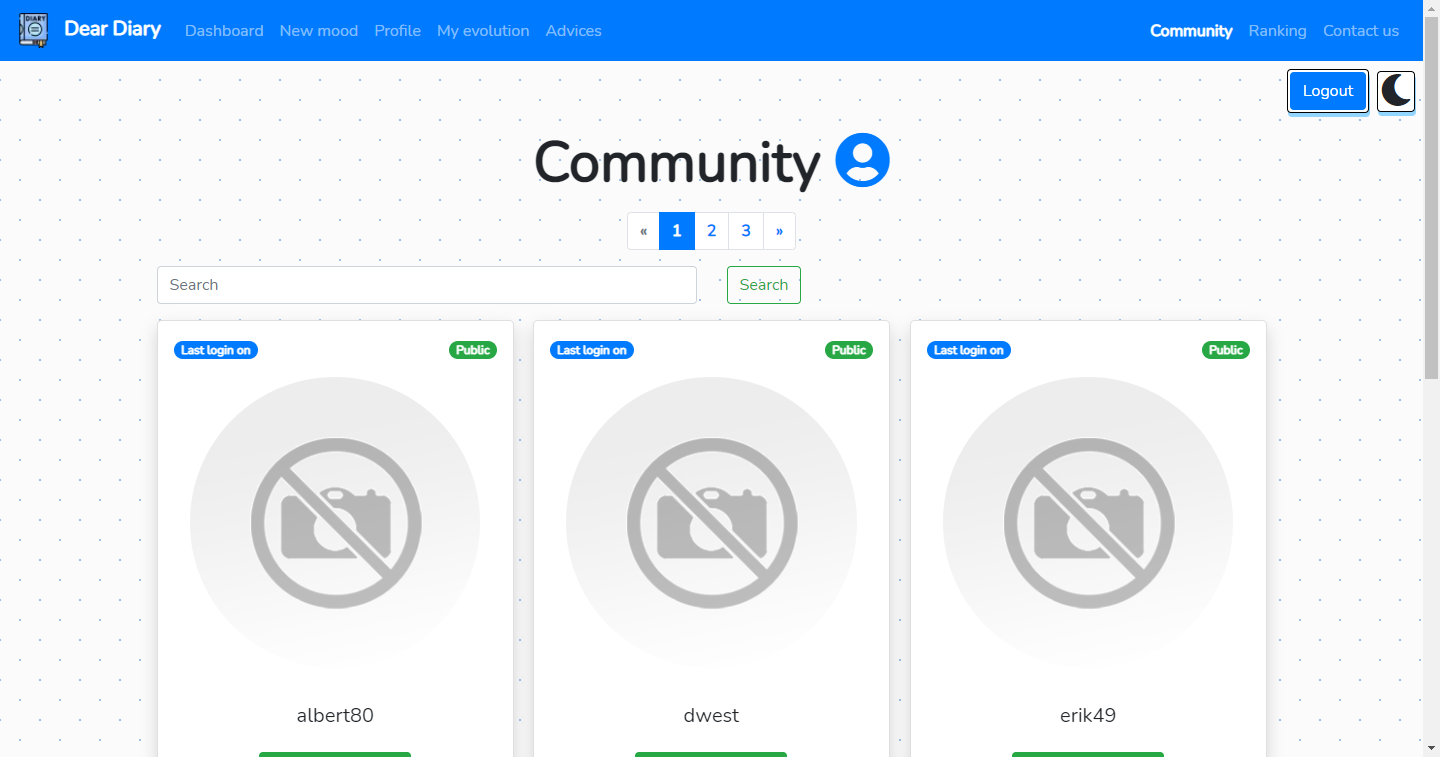 Dear Diary Dashboard New mood Profile My evolution Advices Community Ranking Contact us
Logout
Community
« 1 2 3 »
Search Search
Last login on Public Last login on Public Last login on Public
albert80 dwest erik49